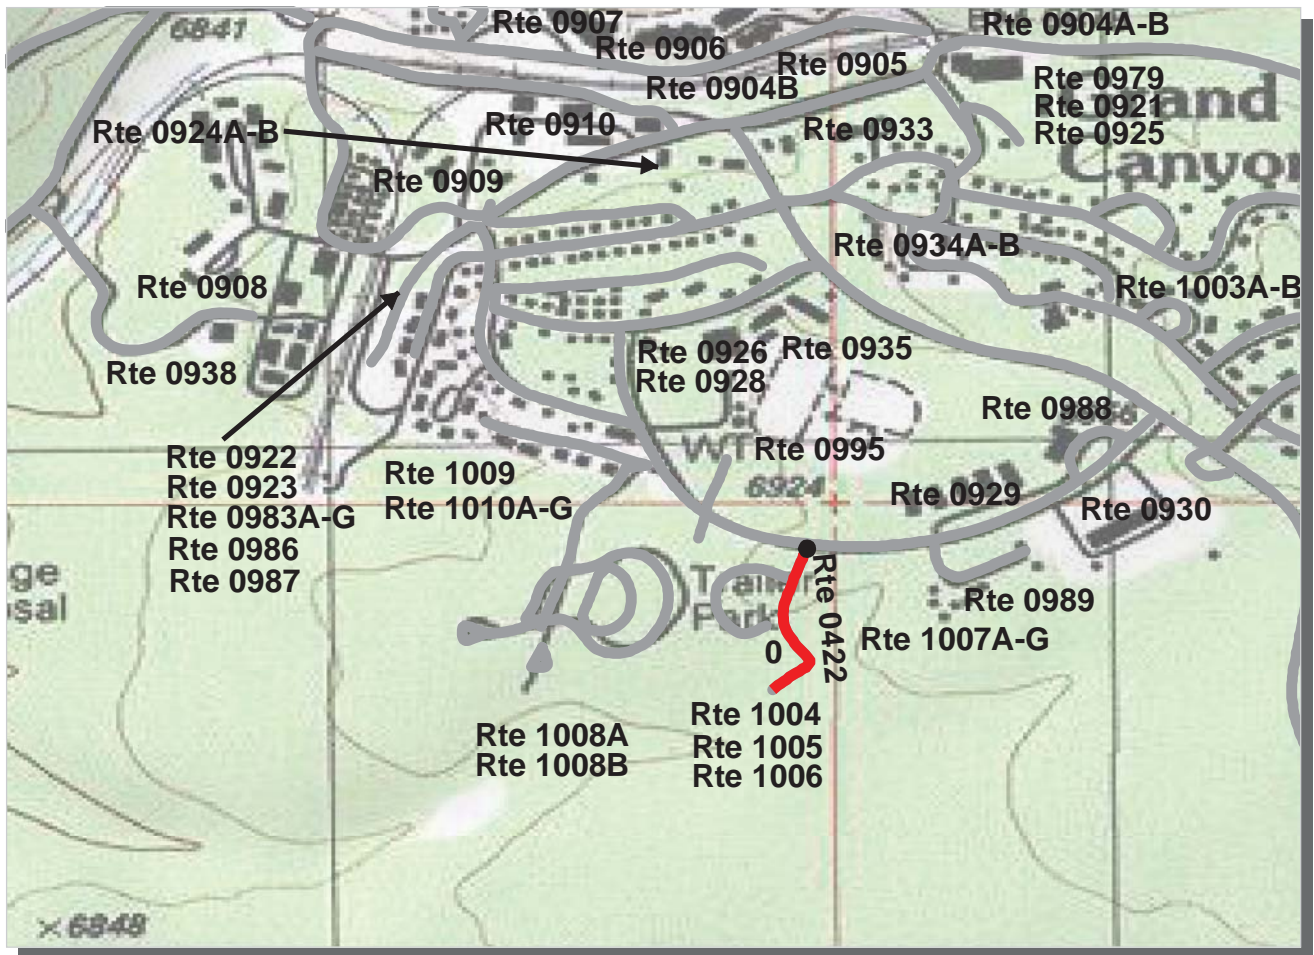 6841
Rte 0907
Rte 0904A-B
Rte 0906
Rte 0905
Rte 0904B
Rte 0979
Rte 0921
Rte 0925
Rte 0924A-B
Rte 0910
Rte 0933
Canyon
Rte 0909
Rte 0934A-B
Rte 0908
Rte 1003A-B
Rte 0938
Rte 0926
Rte 0928
Rte 0935
Rte 0988
WT
Rte 0995
6924
Rte 0922
Rte 0923
Rte 0983A-G
Rte 0986
Rte 0987
Rte 1009
Rte 1010A-G
Rte 0929
Rte 0930
ge
sal
Trailer
Park
Rte 0422
Rte 0989
0
Rte 1007A-G
Rte 1004
Rte 1005
Rte 1006
Rte 1008A
Rte 1008B
×6848